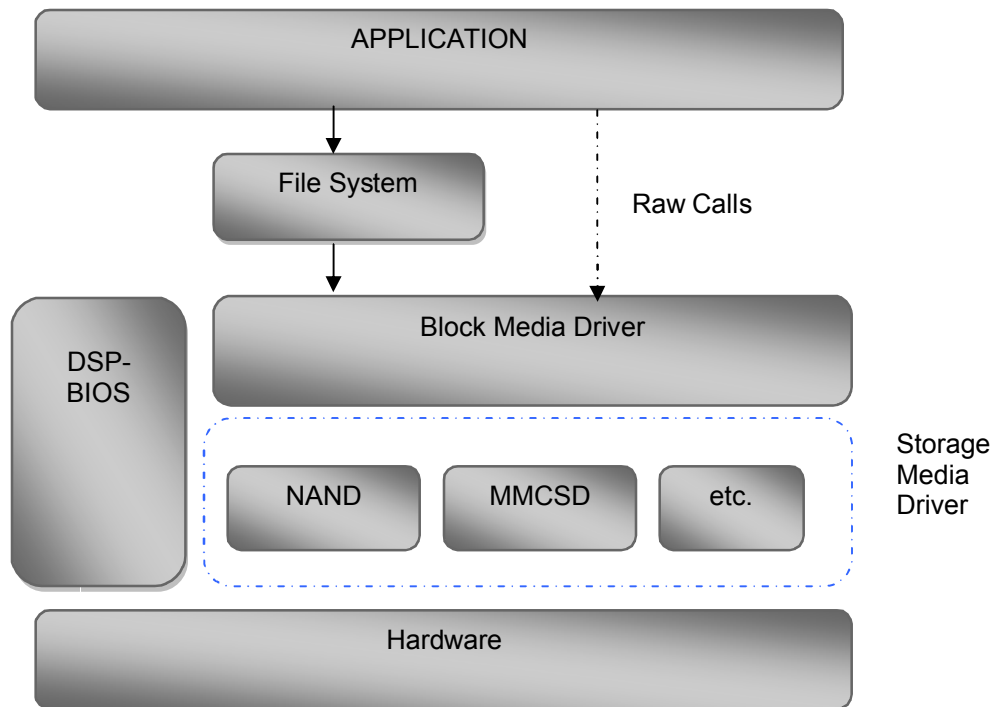 APPLICATION
File System
Raw Calls
Block Media Driver
DSP-
BIOS
Storage
Media
Driver
NAND
MMCSD
etc.
Hardware